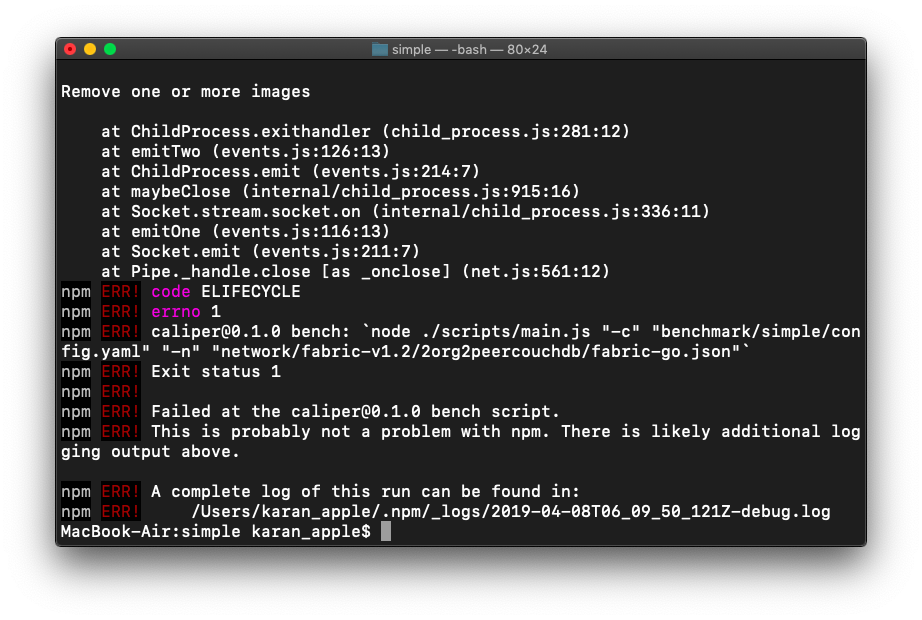 simple — -bash — 80×24
Remove one or more images
at ChildProcess.exithandler (child_process.js:281:12)
at emitTwo (events.js:126:13)
at ChildProcess.emit (events.js:214:7)
at maybeClose (internal/child_process.js:915:16)
at Socket.stream.socket.on (internal/child_process.js:336:11)
at emitOne (events.js:116:13)
at Socket.emit (events.js:211:7)
at Pipe._handle.close [as _onclose] (net.js:561:12)
npm ERR! code ELIFECYCLE
npm ERR! errno 1
npm ERR! caliper@0.1.0 bench: `node ./scripts/main.js "-c" "benchmark/simple/con
fig.yaml" "-n" "network/fabric-v1.2/2org2peercouchdb/fabric-go.json"`
npm ERR! Exit status 1
npm ERR!
npm ERR! Failed at the caliper@0.1.0 bench script.
npm ERR! This is probably not a problem with npm. There is likely additional log
ging output above.
npm ERR! A complete log of this run can be found in:
npm ERR!     /Users/karan_apple/.npm/_logs/2019-04-08T06_09_50_121Z-debug.log
MacBook-Air:simple karan_apple$